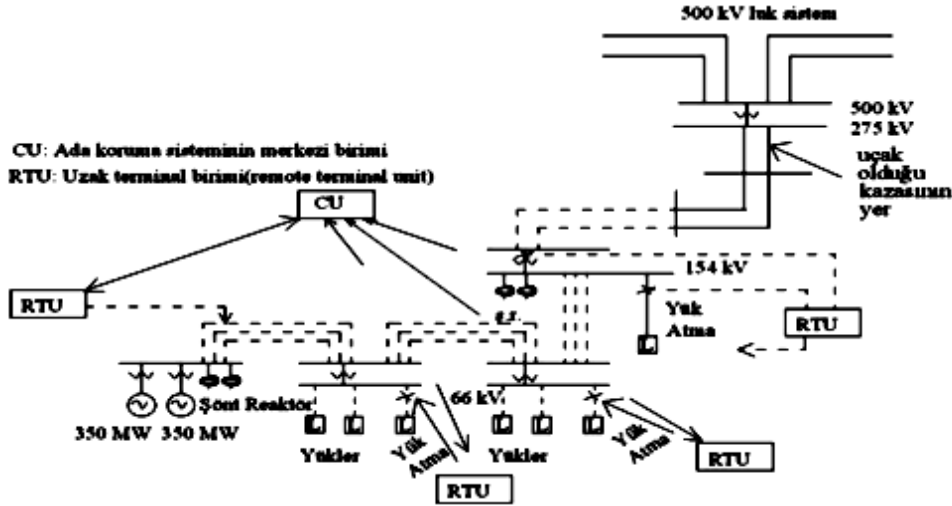 500 kV luk sistem
500 kV
275 kV
uçak
olduğu
kazasının
yer
CU: Ada koruma sisteminin merkezi birimi
RTU: Uzak terminal birimi(remote terminal unit)
CU
154 kV
RTU
Yük
Atma
RTU
L
Şönt Reaktör
66 kV
350 MW
350 MW
L
L
L
L
L
L
Yükler
Yük
Atma
Yükler
Yük
Atma
RTU
RTU